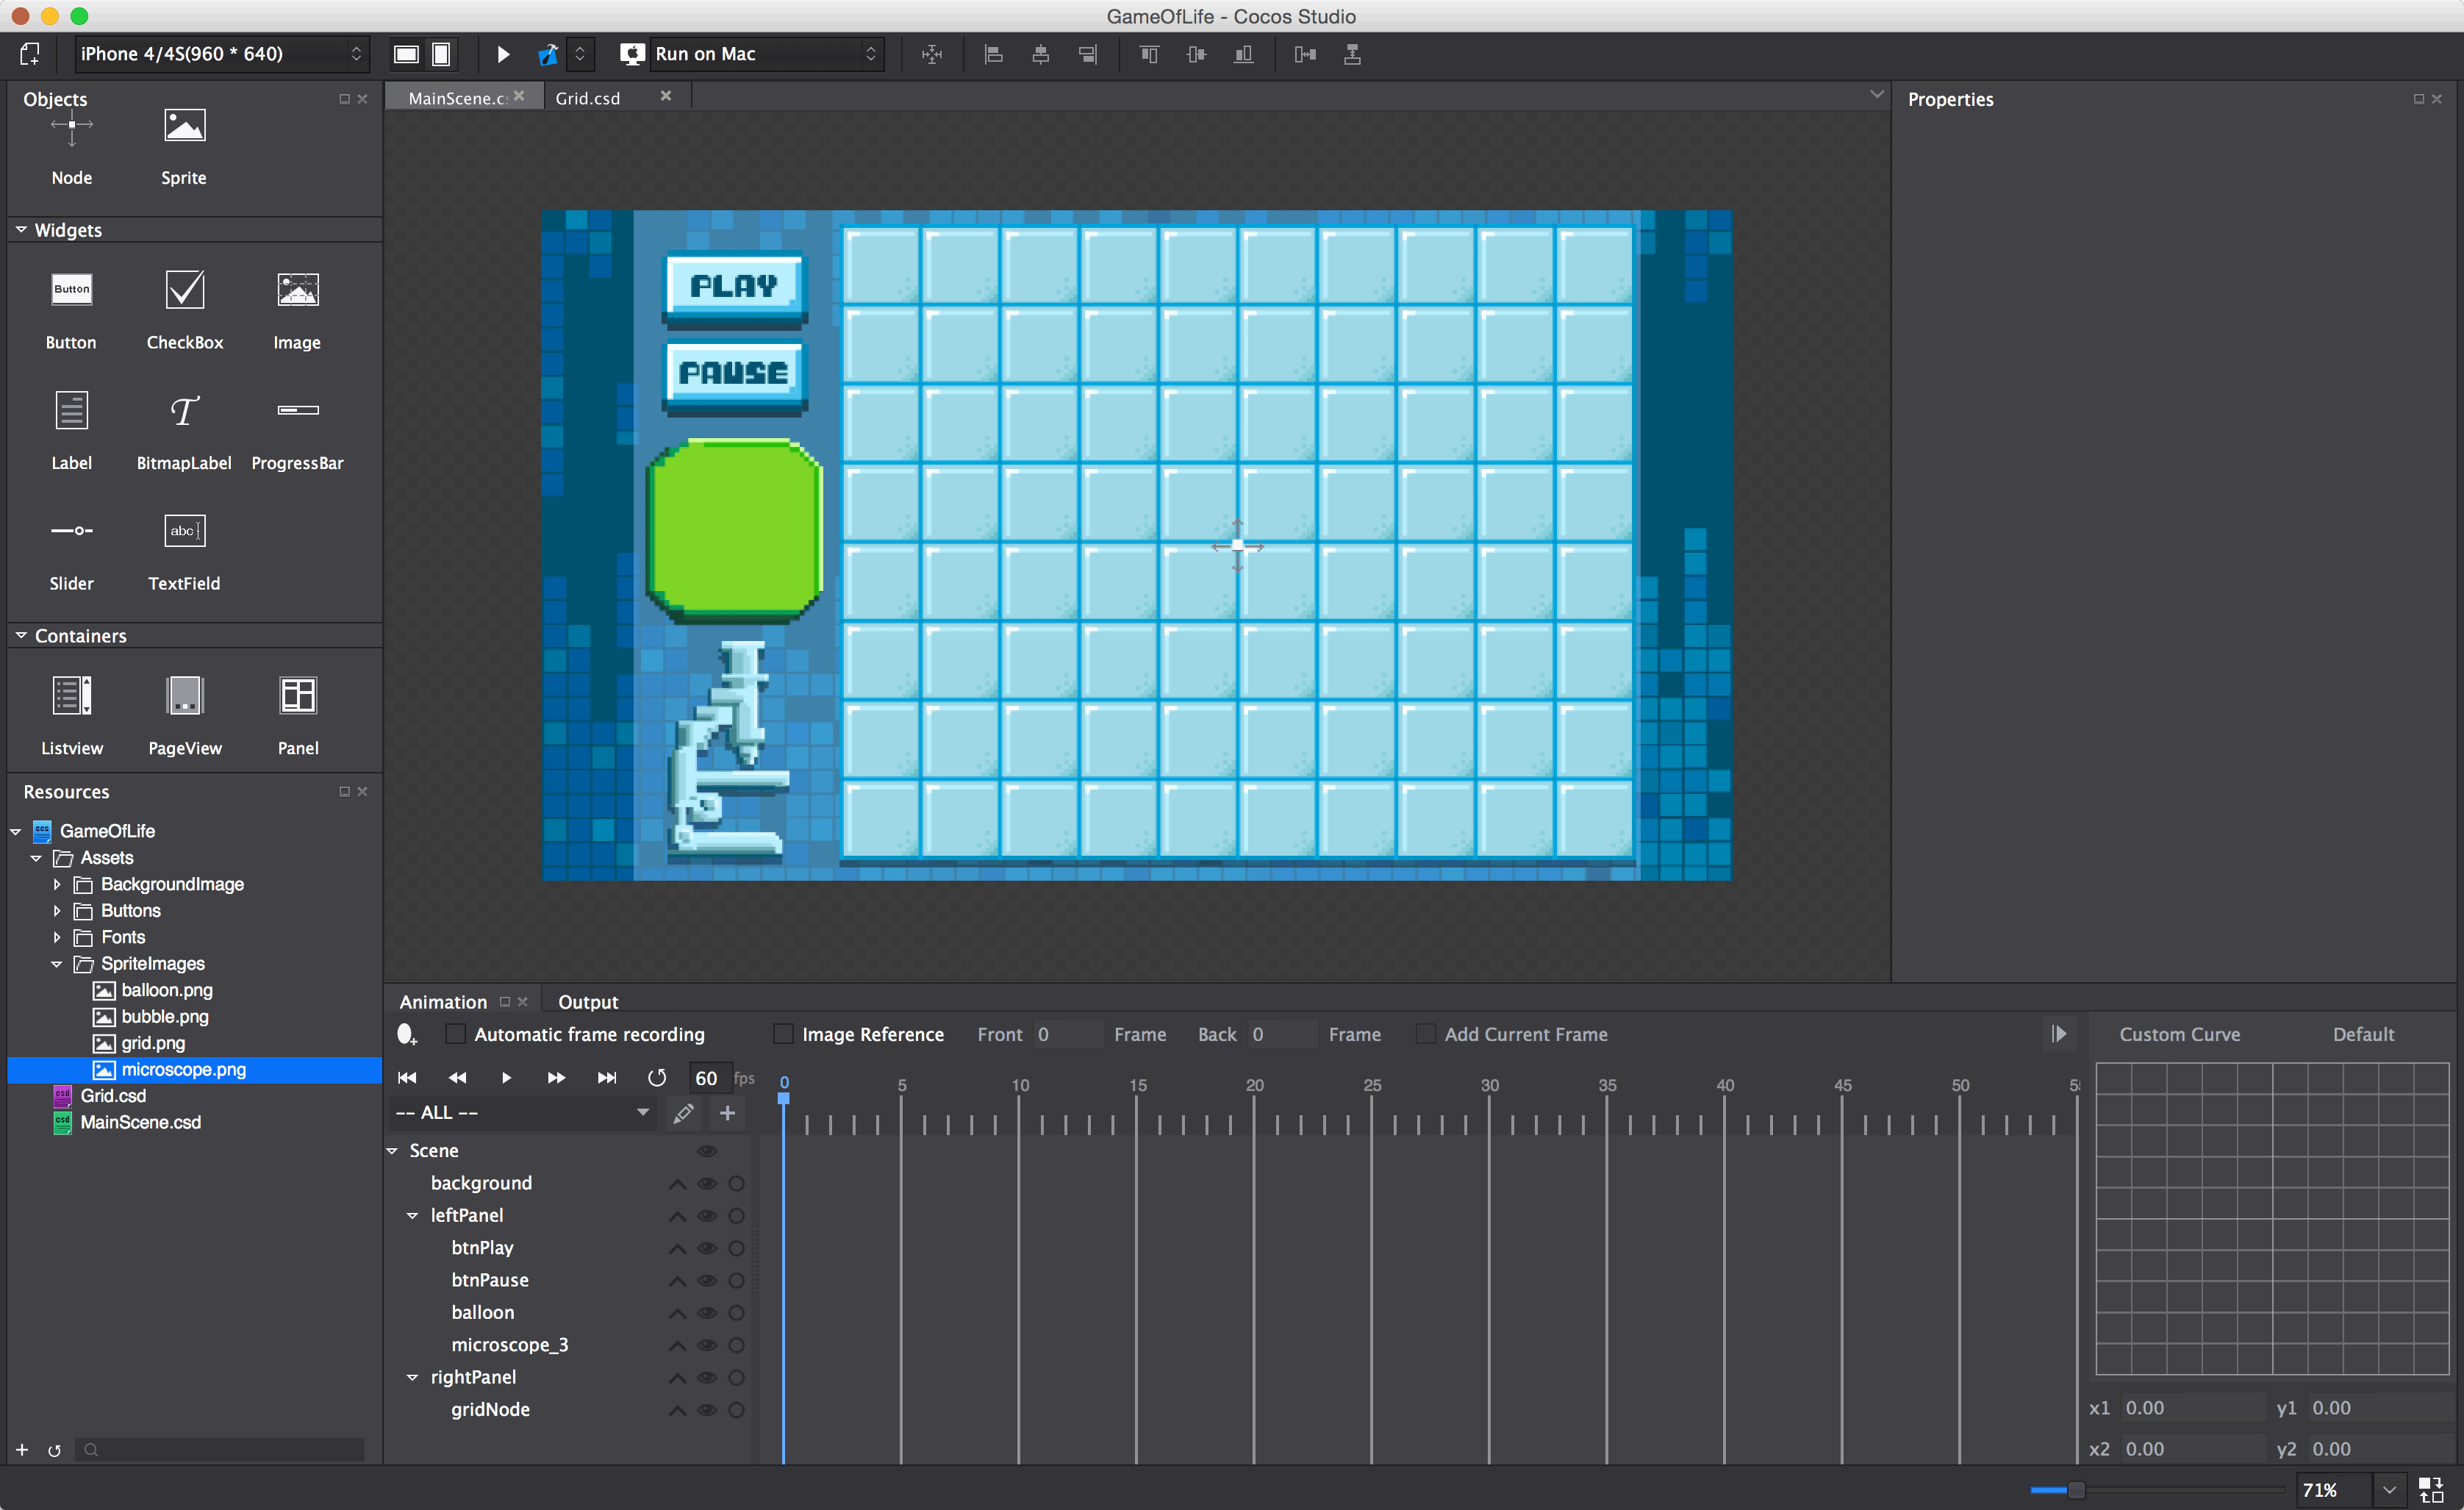 GameOfLife - Cocos Studio
iPhone 4/4S(960 * 640)
Run on Mac
Objects
MainScene.c
Grid.csd
Properties
Node
Sprite
Widgets
Button
Button
CheckBox
Image
Label
BitmapLabel
ProgressBar
abc
Slider
TextField
Containers
Listview
PageView
Panel
PLAY
PAUSE
Resources
GameOfLife
Assets
BackgroundImage
Buttons
Fonts
SpriteImages
balloon.png
bubble.png
grid.png
microscope.png
Grid.csd
MainScene.csd
Animation
Output
Automatic frame recording
Image Reference
Front 0 Frame
Back 0 Frame
Add Current Frame
Custom Curve
Default
60 fps
0 5 10 15 20 25 30 35 40 45 50
-- ALL --
Scene
background
leftPanel
btnPlay
btnPause
balloon
microscope_3
rightPanel
gridNode
x1 0.00 y1 0.00
x2 0.00 y2 0.00
71%